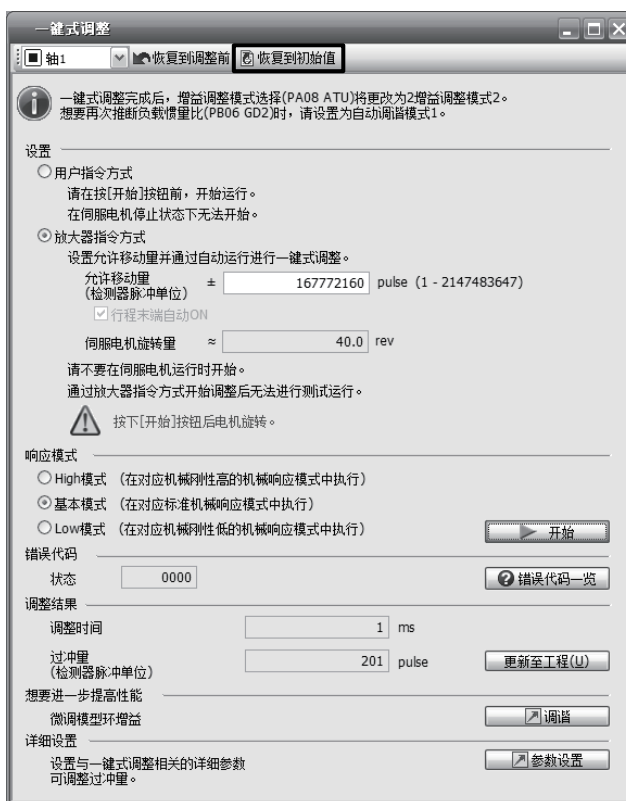 一键式调整
轴1 恢复到调整前 恢复到初始值
一键式调整完成后，增益调整模式选择(PA08 ATU)将更改为2增益调整模式2。
想要再次推断负载惯量比(PB06 GD2)时，请设置为自动调谐模式1。
设置
用户指令方式
请在按[开始]按钮前，开始运行。
在伺服电机停止状态下无法开始。
放大器指令方式
设置允许移动量并通过自动运行进行一键式调整。
允许移动量 ± 167772160 pulse (1 - 2147483647)
(检测器脉冲单位)
行程末端自动ON
伺服电机旋转量 ≈ 40.0 rev
请不要在伺服电机运行时开始。
通过放大器指令方式开始调整后无法进行测试运行。
按下[开始]按钮后电机旋转。
响应模式
High模式 (在对应机械刚性高的机械响应模式中执行)
基本模式 (在对应标准机械响应模式中执行)
Low模式 (在对应机械刚性低的机械响应模式中执行) 开始
错误代码
状态 0000 错误代码一览
调整结果
调整时间 1 ms
过冲量 201 pulse 更新至工程(U)
(检测器脉冲单位)
想要进一步提高性能
微调模型环增益 调谐
详细设置
设置与一键式调整相关的详细参数 参数设置
可调整过冲量。